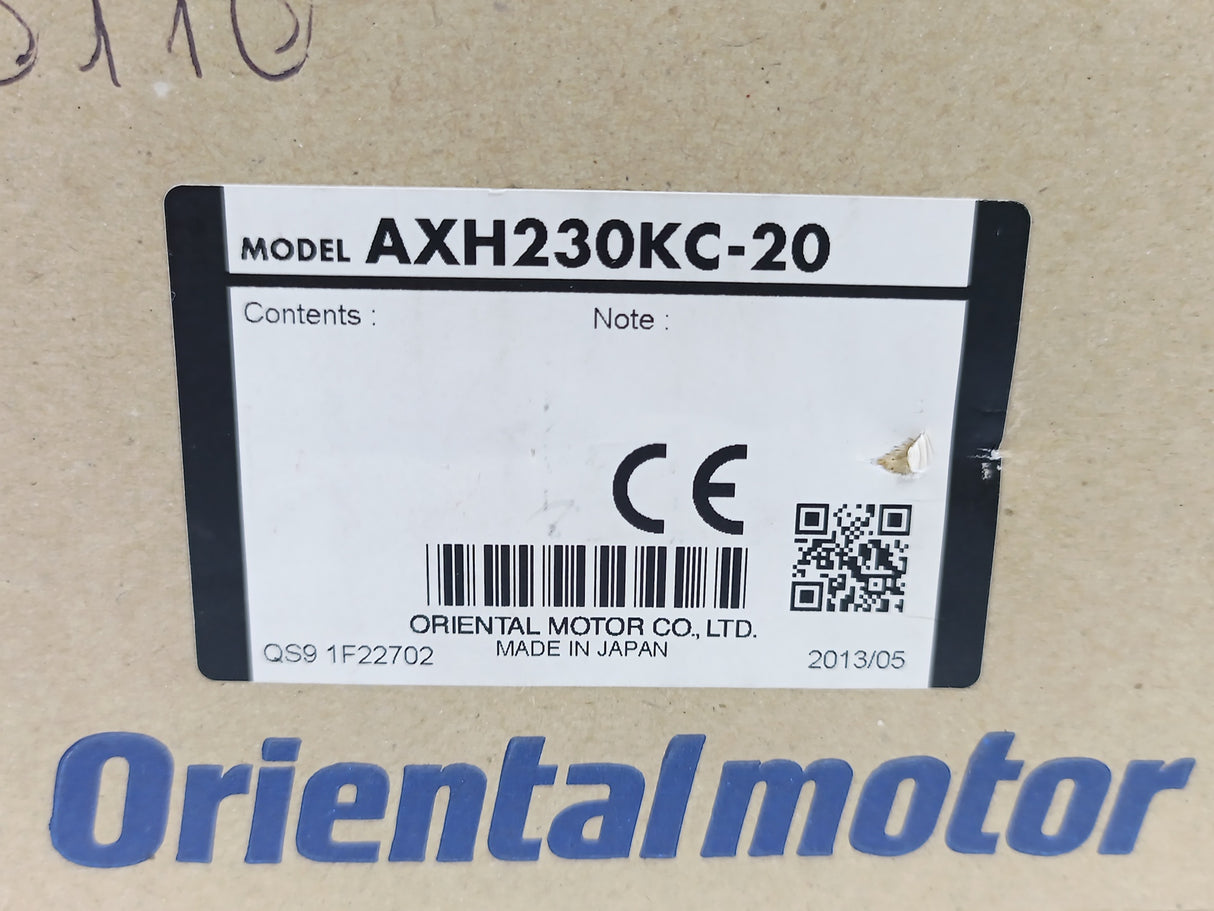 MODEL AXH230KC-20
Contents :
Note :
CE
ORIENTAL MOTOR CO., LTD.
MADE IN JAPAN
QS9 1F22702
2013/05
Orientalmotor